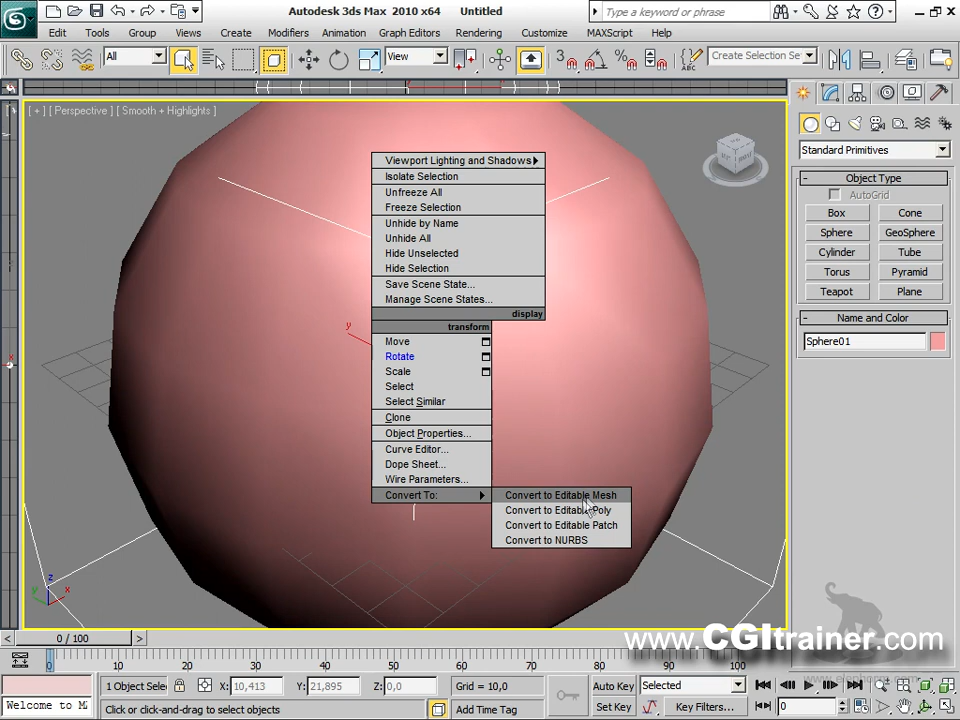 Autodesk 3ds Max 2010 x64 Untitled
Type a keyword or phrase
Edit Tools Group Views Create Modifiers Animation Graph Editors Rendering Customize MAXScript Help
All
View
3
Create Selection Se
[ + ] [ Perspective ] [ Smooth + Highlights ]
Viewport Lighting and Shadows
Isolate Selection
Unfreeze All
Freeze Selection
Unhide by Name
Unhide All
Hide Unselected
Hide Selection
Save Scene State...
Manage Scene States...
display
transform
Move
Rotate
Scale
Select
Select Similar
Clone
Object Properties...
Curve Editor...
Dope Sheet...
Wire Parameters...
Convert To:
Convert to Editable Mesh
Convert to Editable Poly
Convert to Editable Patch
Convert to NURBS
y
z
y x
x
Standard Primitives
- Object Type
AutoGrid
Box Cone
Sphere GeoSphere
Cylinder Tube
Torus Pyramid
Teapot Plane
- Name and Color
Sphere01
www.CGItrainer.com
< 0 / 100 >
0 10 20 30 40 50 60 70 80 90 100
1 Object Sele X: 10,413 Y: 21,895 Z: 0,0 Grid = 10,0 Auto Key Selected
Welcome to M Click or click-and-drag to select objects Add Time Tag Set Key Key Filters... 0